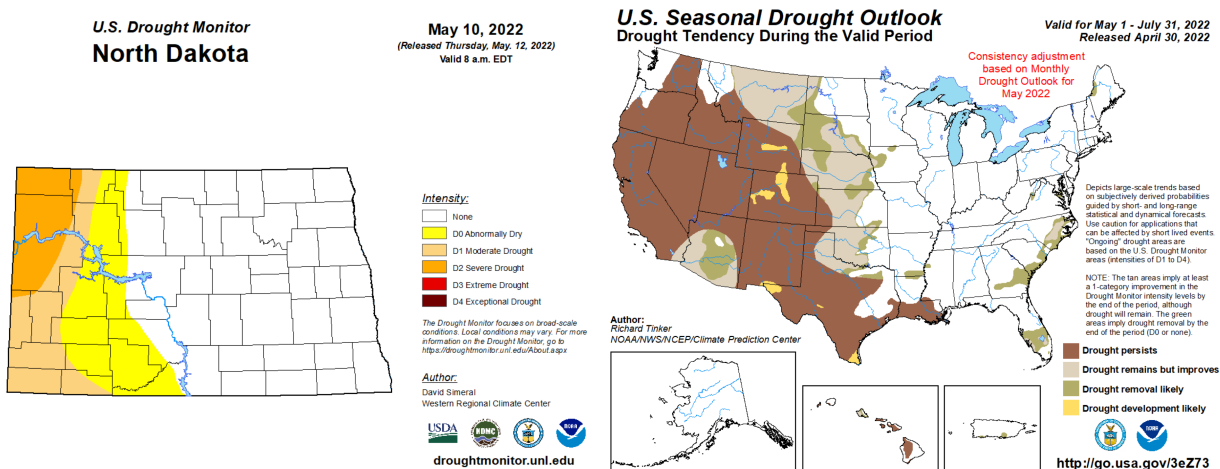 U.S. Drought Monitor
North Dakota
May 10, 2022
(Released Thursday, May. 12, 2022)
Valid 8 a.m. EDT
Intensity:
None
D0 Abnormally Dry
D1 Moderate Drought
D2 Severe Drought
D3 Extreme Drought
D4 Exceptional Drought
The Drought Monitor focuses on broad-scale
conditions. Local conditions may vary. For more
information on the Drought Monitor, go to
https://droughtmonitor.unl.edu/About.aspx
Author:
David Simeral
Western Regional Climate Center
USDA
NDMC
NOAA
droughtmonitor.unl.edu
U.S. Seasonal Drought Outlook
Drought Tendency During the Valid Period
Valid for May 1 - July 31, 2022
Released April 30, 2022
Consistency adjustment
based on Monthly
Drought Outlook for
May 2022
Depicts large-scale trends based
on subjectively derived probabilities
guided by short- and long-range
statistical and dynamical forecasts.
Use caution for applications that
can be affected by short lived events.
"Ongoing" drought areas are
based on the U.S. Drought Monitor
areas (intensities of D1 to D4).
NOTE: The tan areas imply at least
a 1-category improvement in the
Drought Monitor intensity levels by
the end of the period, although
drought will remain. The green
areas imply drought removal by the
end of the period (D0 or none).
Author:
Richard Tinker
NOAA/NWS/NCEP/Climate Prediction Center
Drought persists
Drought remains but improves
Drought removal likely
Drought development likely
NOAA
http://go.usa.gov/3eZ73